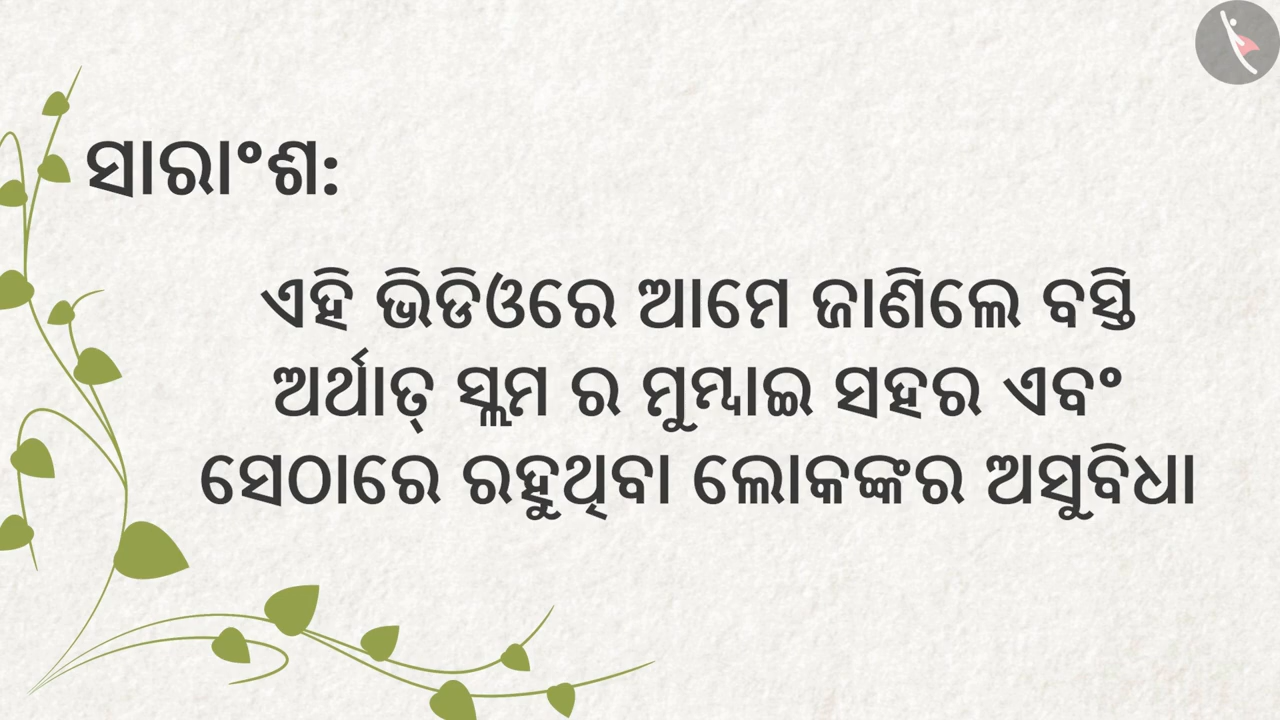 ସାରାଂଶ:
ଏହି ଭିଡିଓରେ ଆମେ ଜାଣିଲେ ବସ୍ତି
ଅର୍ଥାତ୍ ସ୍ଲମ ର ମୁମ୍ବାଇ ସହର ଏବଂ
ସେଠାରେ ରହୁଥିବା ଲୋକଙ୍କର ଅସୁବିଧା